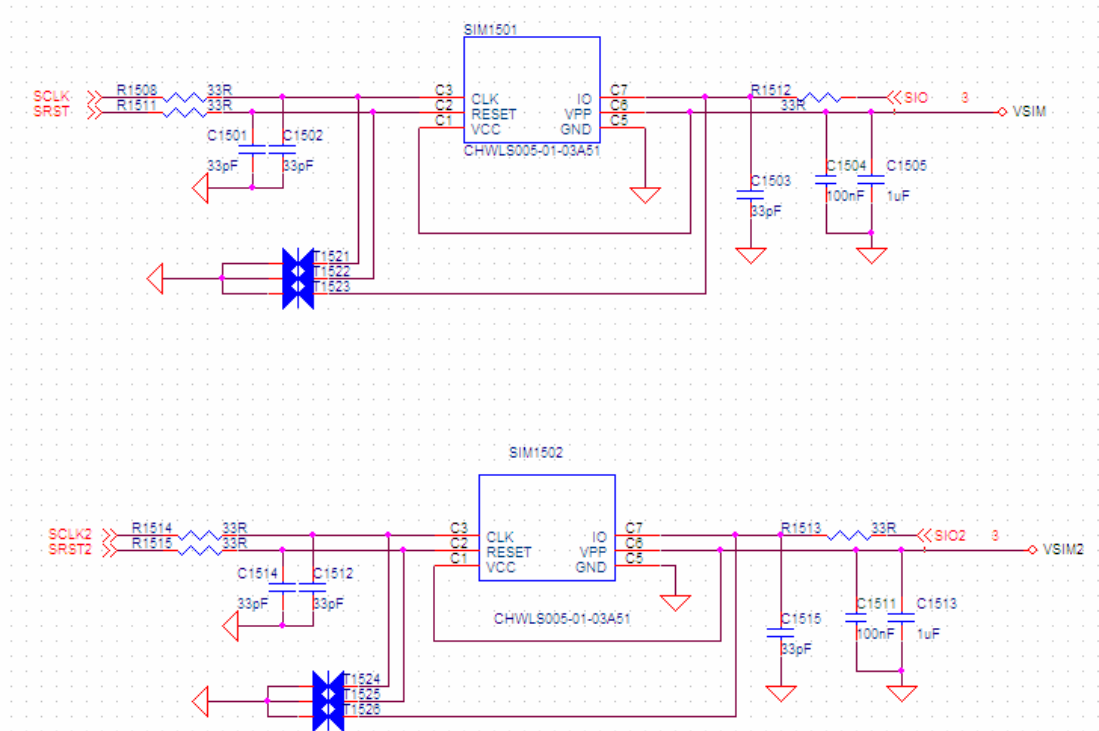 SIM1501
SCLK R1508 33R C3 CLK IO C7 R1512 33R SIO 3
SRST R1511 33R C2 RESET VPP C6 VSIM
C1 VCC GND C5
C1501 C1502
CHWLS005-01-03A51
33pF 33pF
C1504 C1505
C1503
100nF 1uF
33pF
T1521
T1522
T1523
SIM1502
SCLK2 R1514 33R C3 CLK IO C7 R1513 33R SIO2 3
SRST2 R1515 33R C2 RESET VPP C6 VSIM2
C1 VCC GND C5
C1514 C1512
33pF 33pF
C1511 C1513
CHWLS005-01-03A51
C1515
100nF 1uF
33pF
T1524
T1525
T1526